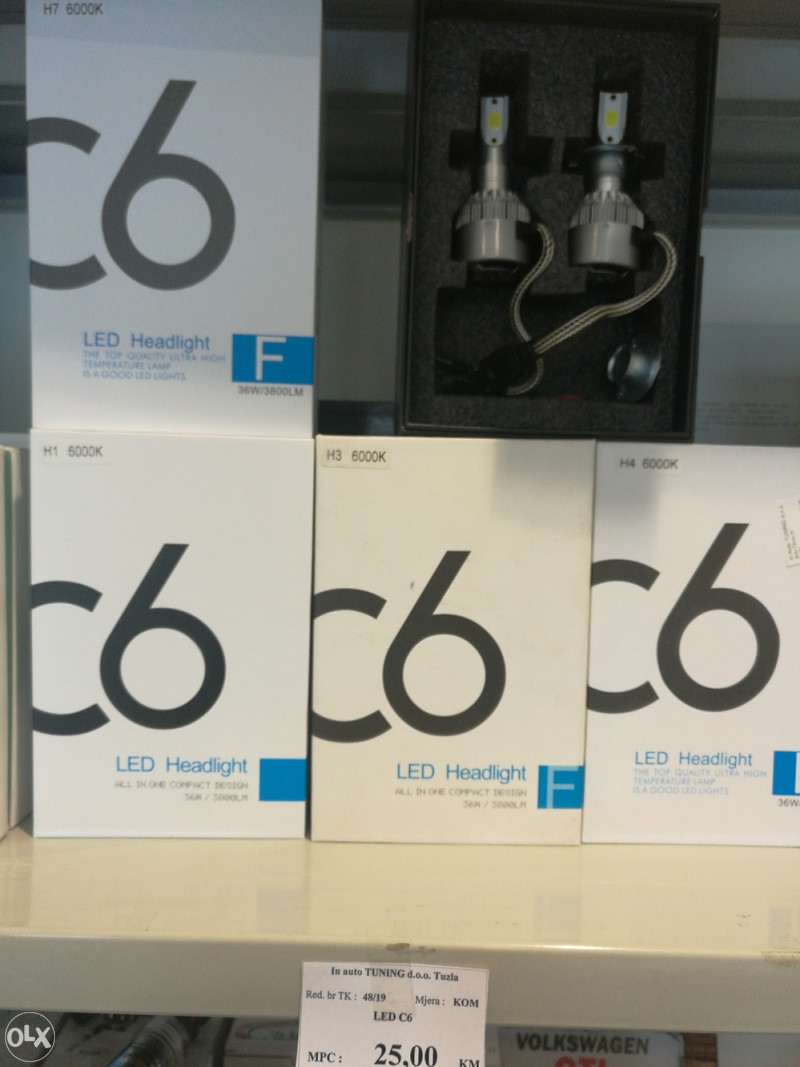 H7 6000K
C6
LED Headlight
THE TOP QUALITY ULTRA HIGH
TEMPERATURE LAMP
IS A GOOD LED LIGHTS
F
36W/3800LM
H1 6000K
C6
LED Headlight
ALL IN ONE COMPACT DESIGN
36W / 3800LM
H3 6000K
C6
LED Headlight
F
ALL IN ONE COMPACT DESIGN
36W / 3800LM
H4 6000K
C6
LED Headlight
THE TOP QUALITY ULTRA HIGH
TEMPERATURE LAMP
IS A GOOD LED LIGHTS
36W/
In auto TUNING d.o.o. Tuzla
Red. br TK : 48/19 Mjera : KOM
LED C6
MPC : 25,00 KM
VOLKSWAGEN
GTI
OLX